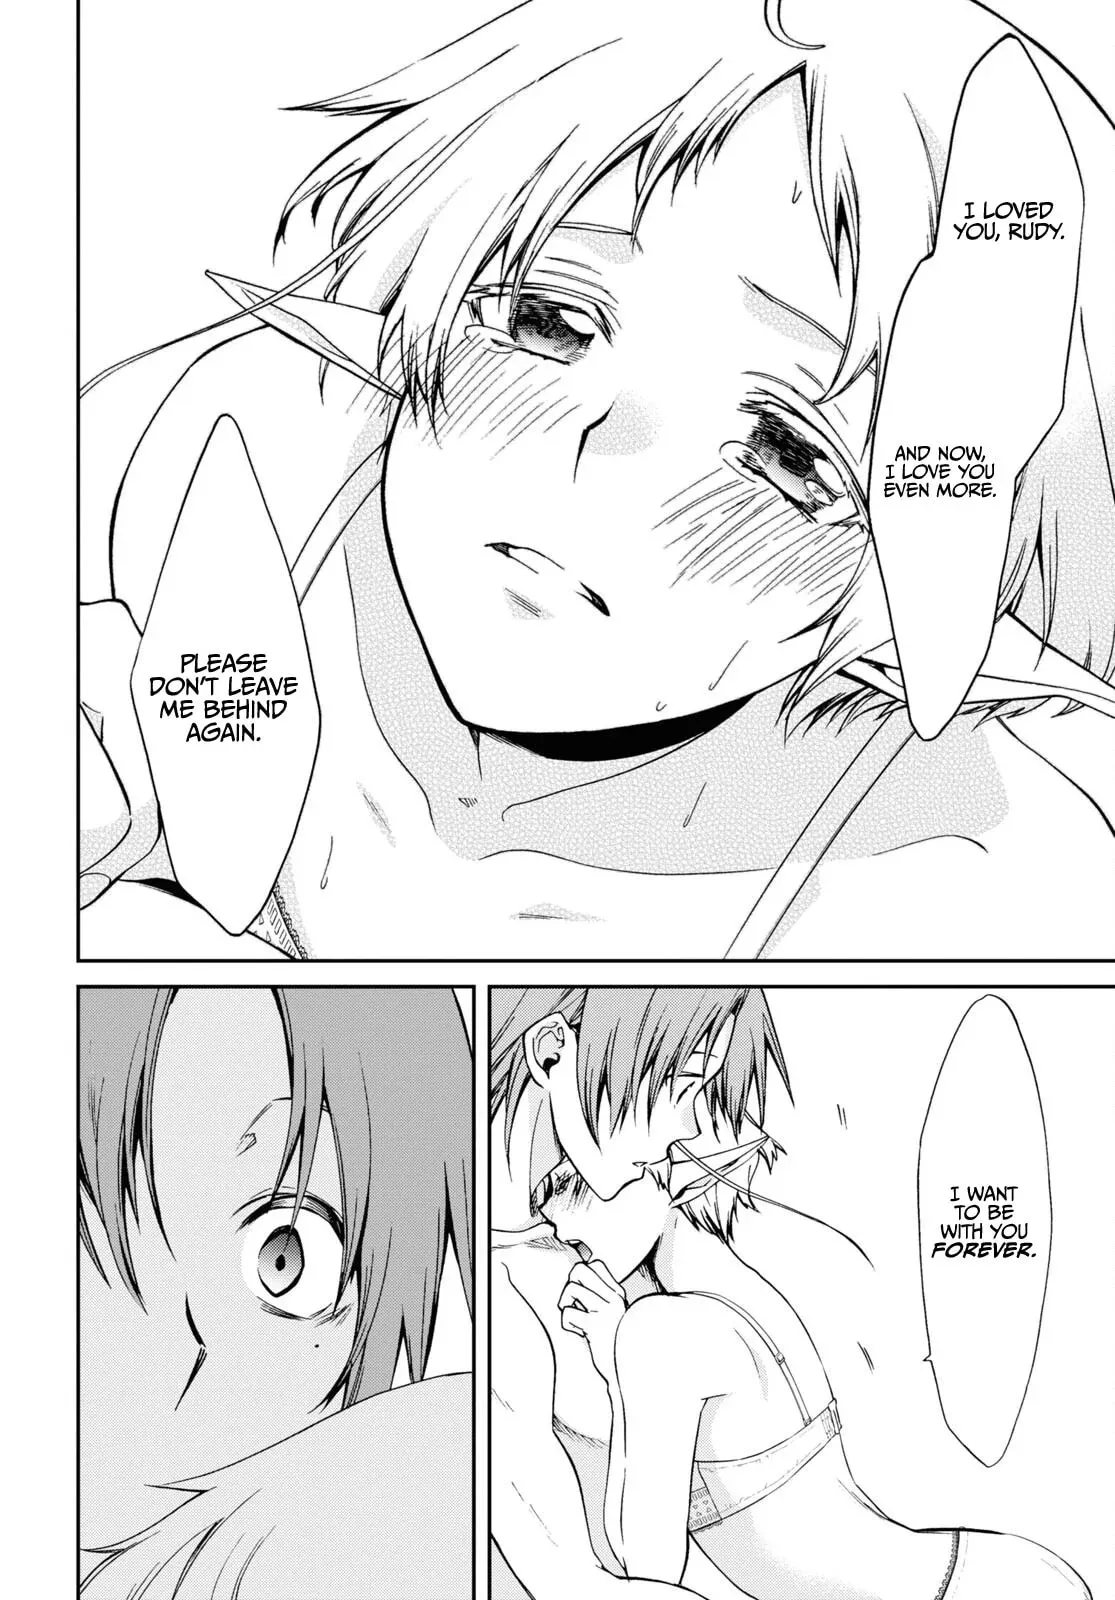 I LOVED
YOU, RUDY.
AND NOW,
I LOVE YOU
EVEN MORE.
PLEASE
DON'T LEAVE
ME BEHIND
AGAIN.
I WANT
TO BE
WITH YOU
FOREVER.